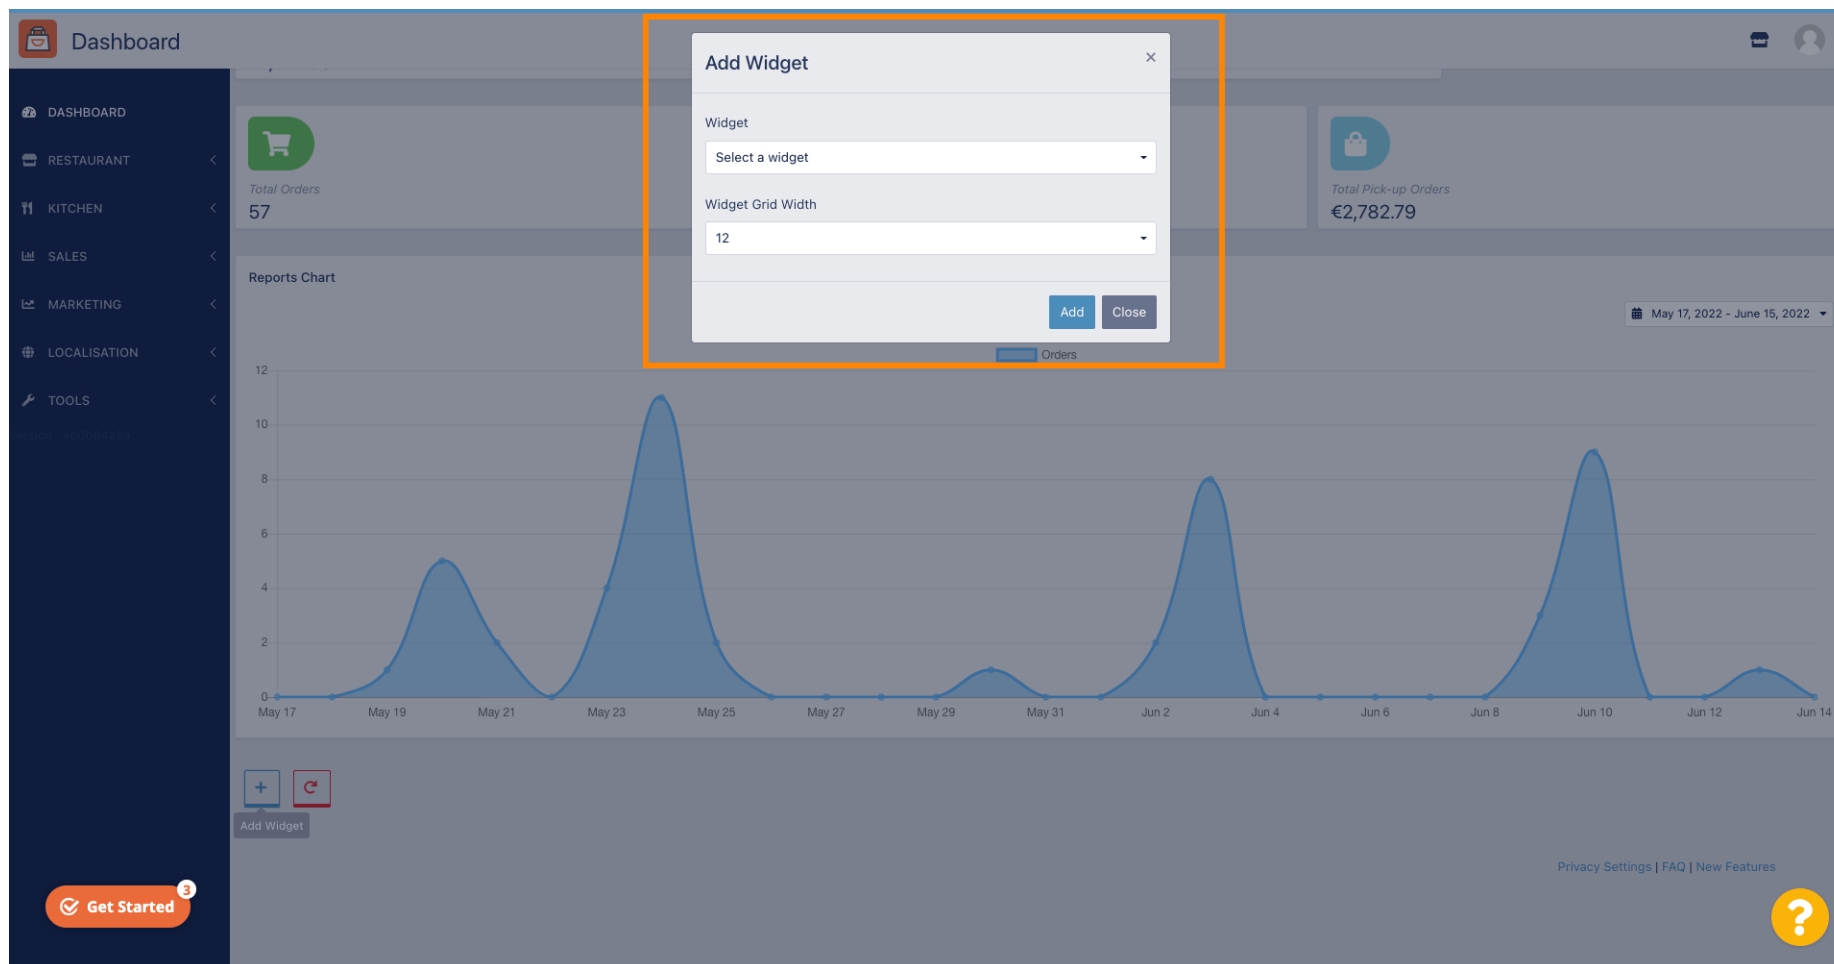 Dashboard
DASHBOARD
RESTAURANT
KITCHEN
SALES
MARKETING
LOCALISATION
TOOLS
Get Started
3
Add Widget
×
Widget
Select a widget
Widget Grid Width
12
Add
Close
Total Orders
57
Total Pick-up Orders
€2,782.79
Reports Chart
May 17, 2022 - June 15, 2022
Orders
12
10
8
6
4
2
0
May 17 May 19 May 21 May 23 May 25 May 27 May 29 May 31 Jun 2 Jun 4 Jun 6 Jun 8 Jun 10 Jun 12 Jun 14
Add Widget
Privacy Settings | FAQ | New Features
?